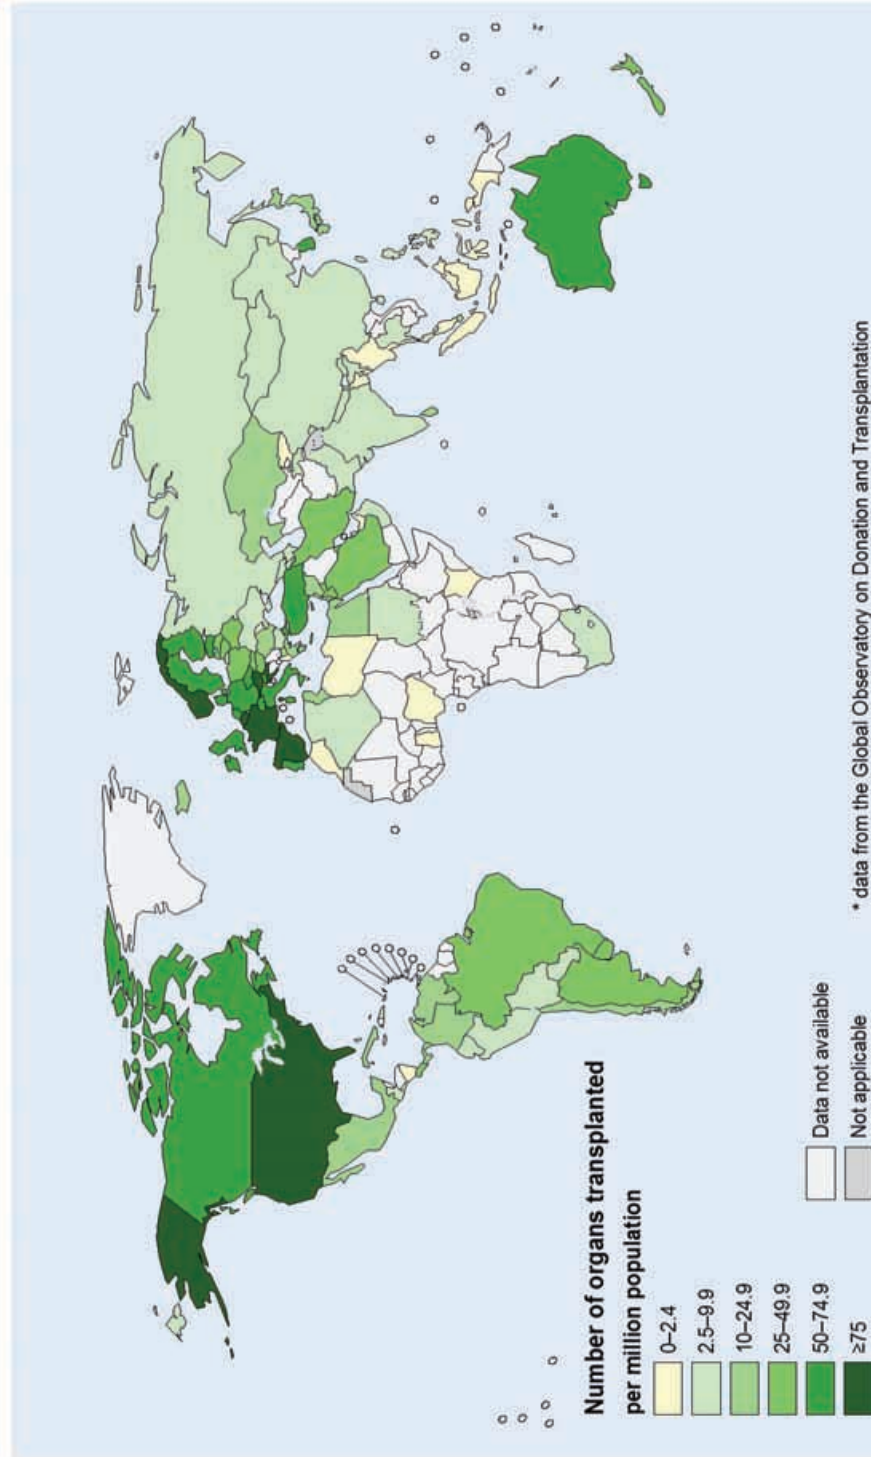 Number of organs transplanted
per million population
0–2.4
2.5–9.9
10–24.9
25–49.9
50–74.9
≥75
Data not available
Not applicable
* data from the Global Observatory on Donation and Transplantation